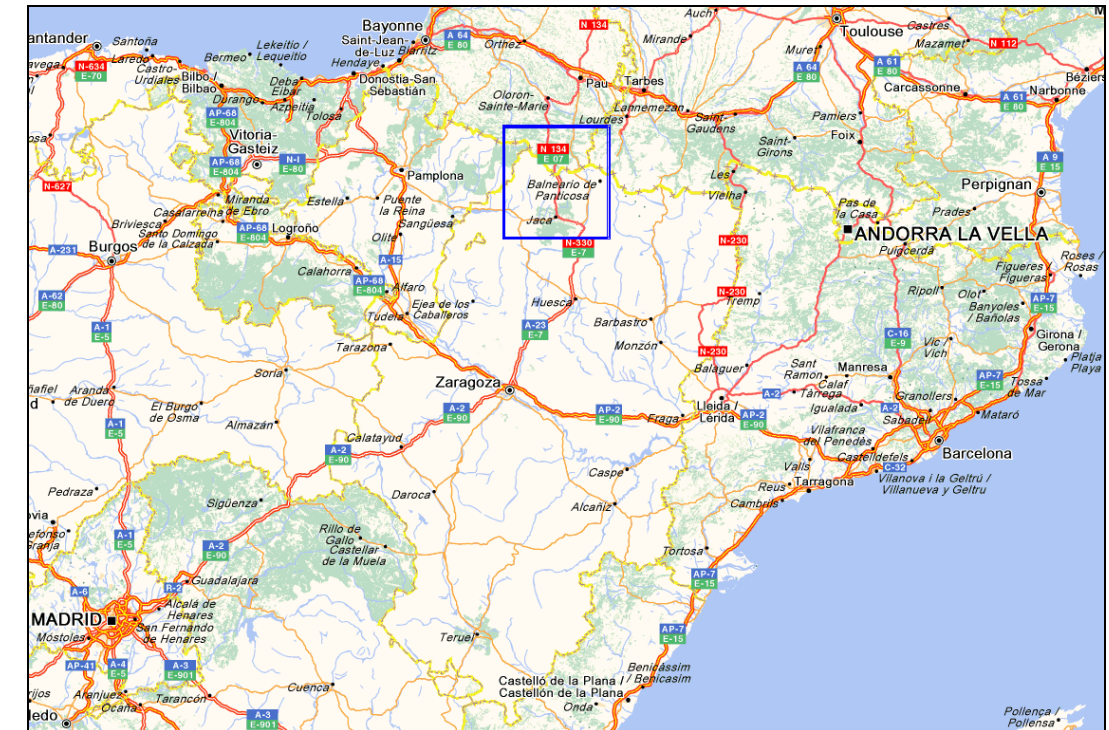 Auch
Castres
Toulouse
Mazamet
N 134
N 112
Bayonne
Saint-Jean-
de-Luz
Biarritz
A 64
E 80
Orthez
Mirande
Muret
antander
Santoña
Laredo
Lekeitio /
Lequeitio
Bermeo
Hendaye
Donostia-San
Sebastián
N-634
E-70
Castro-
Urdiales
Bilbo /
Bilbao
Deba
Eibar
Durango
Azpeitia
Tolosa
Pau
Tarbes
A 64
E 80
A 61
E 80
Carcassonne
Béziers
Narbonne
A 61
E 80
Oloron-
Sainte-Marie
Lourdes
Lannemezan
Saint-
Gaudens
Pamiers
Foix
Saint-
Girons
AP-68
E-804
Vitoria-
Gasteiz
N-I
E-80
AP-68
E-804
Pamplona
N 134
E 07
Balneario de
Panticosa
Jaca
N-330
E-7
Les
Vielha
A 9
E 15
Perpignan
N-627
Miranda
de Ebro
Casalarreina
Briviesca
Santo Domingo
de la Calzada
AP-68
E-804
Logroño
Estella
Puente
la Reina
Sangüesa
Olite
Pas de
la Casa
Prades
ANDORRA LA VELLA
Puigcerdà
N-230
A-231
Burgos
A-15
Calahorra
AP-68
E-804
Alfaro
Tudela
Ejea de los
Caballeros
Roses /
Rosas
Figueres /
Figueras
N-230
Tremp
Ripoll
Olot
Banyoles
/ Bañolas
AP-7
E-15
A-62
E-80
A-1
E-5
Huesca
A-23
E-7
Barbastro
Monzón
Tarazona
C-16
E-9
Vic /
Vich
Girona /
Gerona
Platja
Playa
N-230
Balaguer
Sant
Ramon
Calaf
Manresa
AP-7
E-15
Tossa
de Mar
Soria
Aranda
de Duero
El Burgo
de Osma
Almazán
Zaragoza
A-2
E-90
AP-2
E-90
Fraga
Lleida /
Lérida
A-2
Tàrrega
Igualada
AP-2
E-90
A-2
Granollers
Sabadell
Mataró
Barcelona
A-1
E-5
A-2
E-90
Calatayud
Vilafranca
del Penedès
Castelldefels
C-32
Vilanova i la Geltrú /
Villanueva y Geltru
Valls
Reus
Tarragona
Cambrils
Caspe
Alcañiz
Daroca
Pedraza
Sigüenza
Rillo de
Gallo
Castellar
de la Muela
A-1
E-5
A-2
E-90
Guadalajara
Tortosa
AP-7
E-15
A-6
R-2
Alcalá de
Henares
San Fernando
de Henares
MADRID
Mostoles
AP-41
A-4
E-5
A-3
E-901
Aranjuez
Ocaña
Tarancón
A-3
E-901
Cuenca
Teruel
AP-7
E-15
Benicàssim
/ Benicasim
Castelló de la Plana /
Castellón de la Plana
Onda
Pollença /
Pollensa